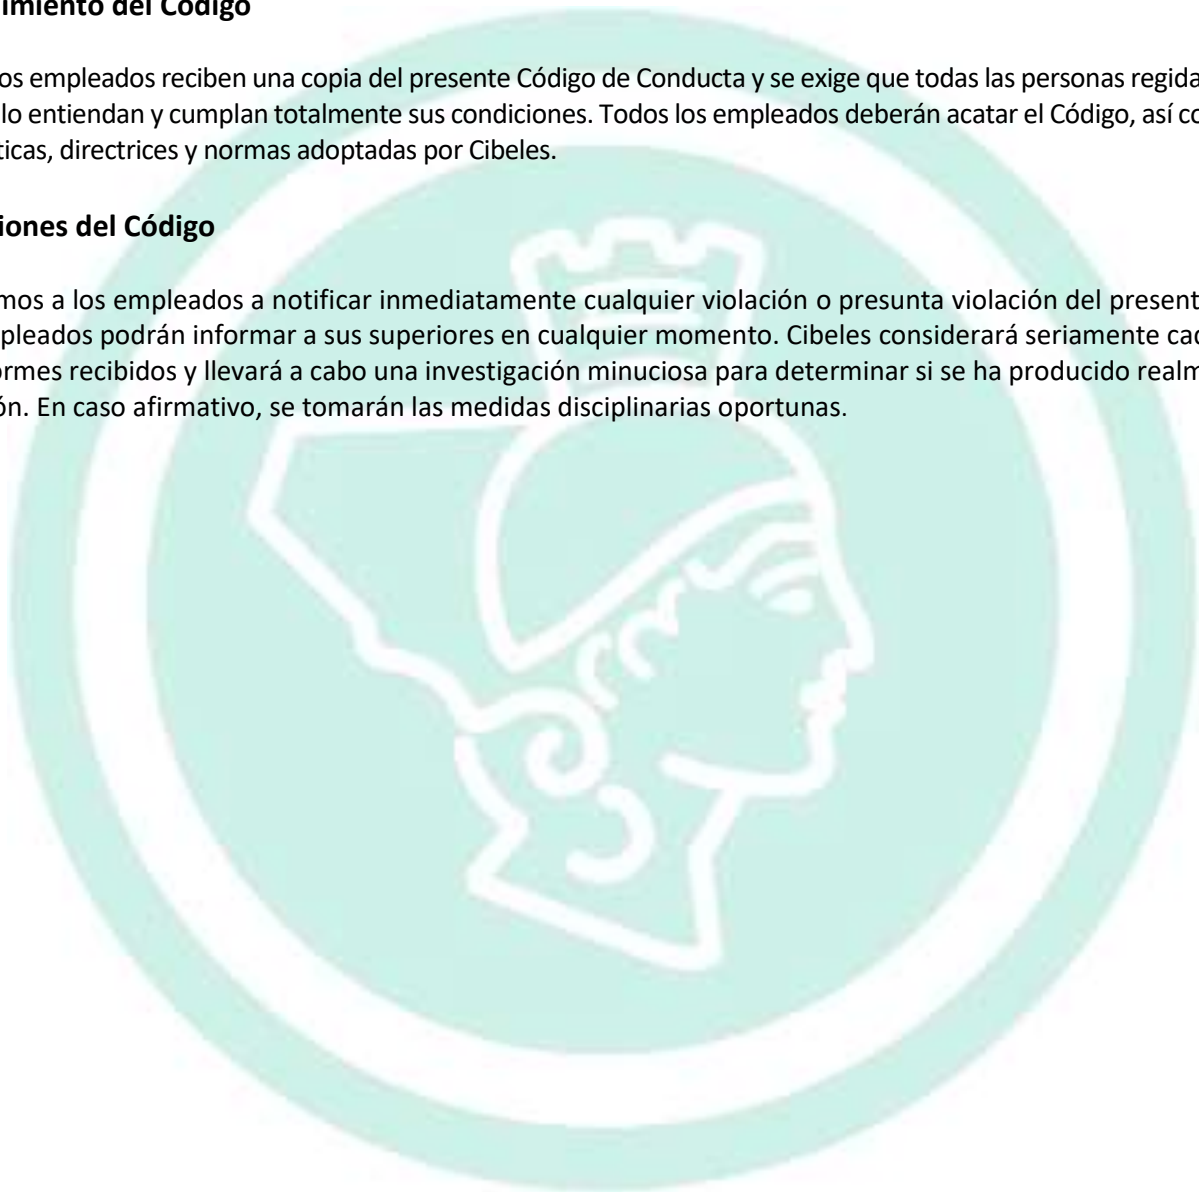 imiento del Código
os empleados reciben una copia del presente Código de Conducta y se exige que todas las personas regida
lo entiendan y cumplan totalmente sus condiciones. Todos los empleados deberán acatar el Código, así co
ticas, directrices y normas adoptadas por Cibeles.
iones del Código
mos a los empleados a notificar inmediatamente cualquier violación o presunta violación del present
pleados podrán informar a sus superiores en cualquier momento. Cibeles considerará seriamente cad
ormes recibidos y llevará a cabo una investigación minuciosa para determinar si se ha producido realm
ón. En caso afirmativo, se tomarán las medidas disciplinarias oportunas.